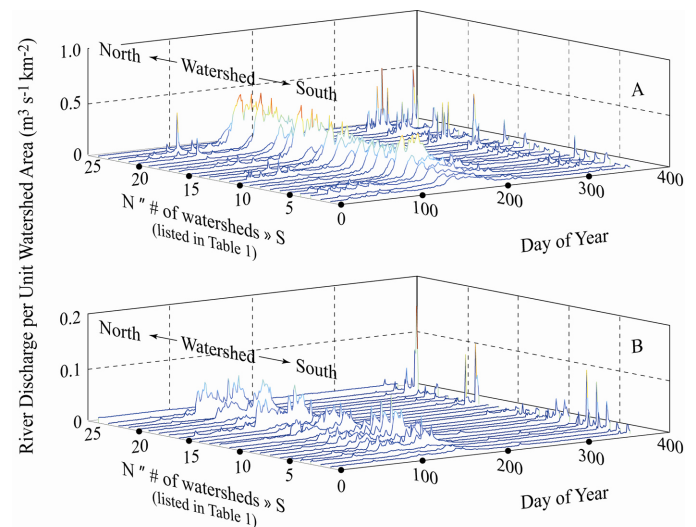 River Discharge per Unit Watershed Area (m³ s⁻¹ km⁻²)
1.0
0.5
0
North
Watershed
South
A
25
20
15
10
5
0
100
200
300
400
N " # of watersheds » S
(listed in Table 1)
Day of Year
0.2
0.1
0
North
Watershed
South
B
25
20
15
10
5
0
100
200
300
400
N " # of watersheds » S
(listed in Table 1)
Day of Year